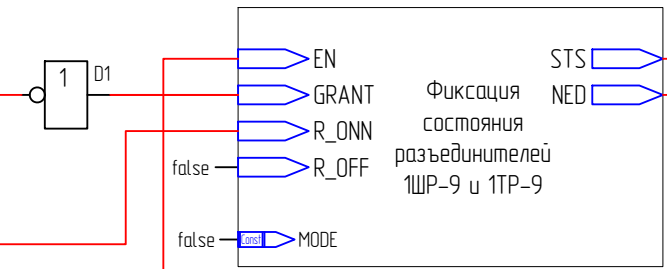 1
D1
EN
GRANT
R_ONN
false
R_OFF
false
Const
MODE
Фиксация
состояния
разъединителей
1ШР-9 и 1ТР-9
STS
NED